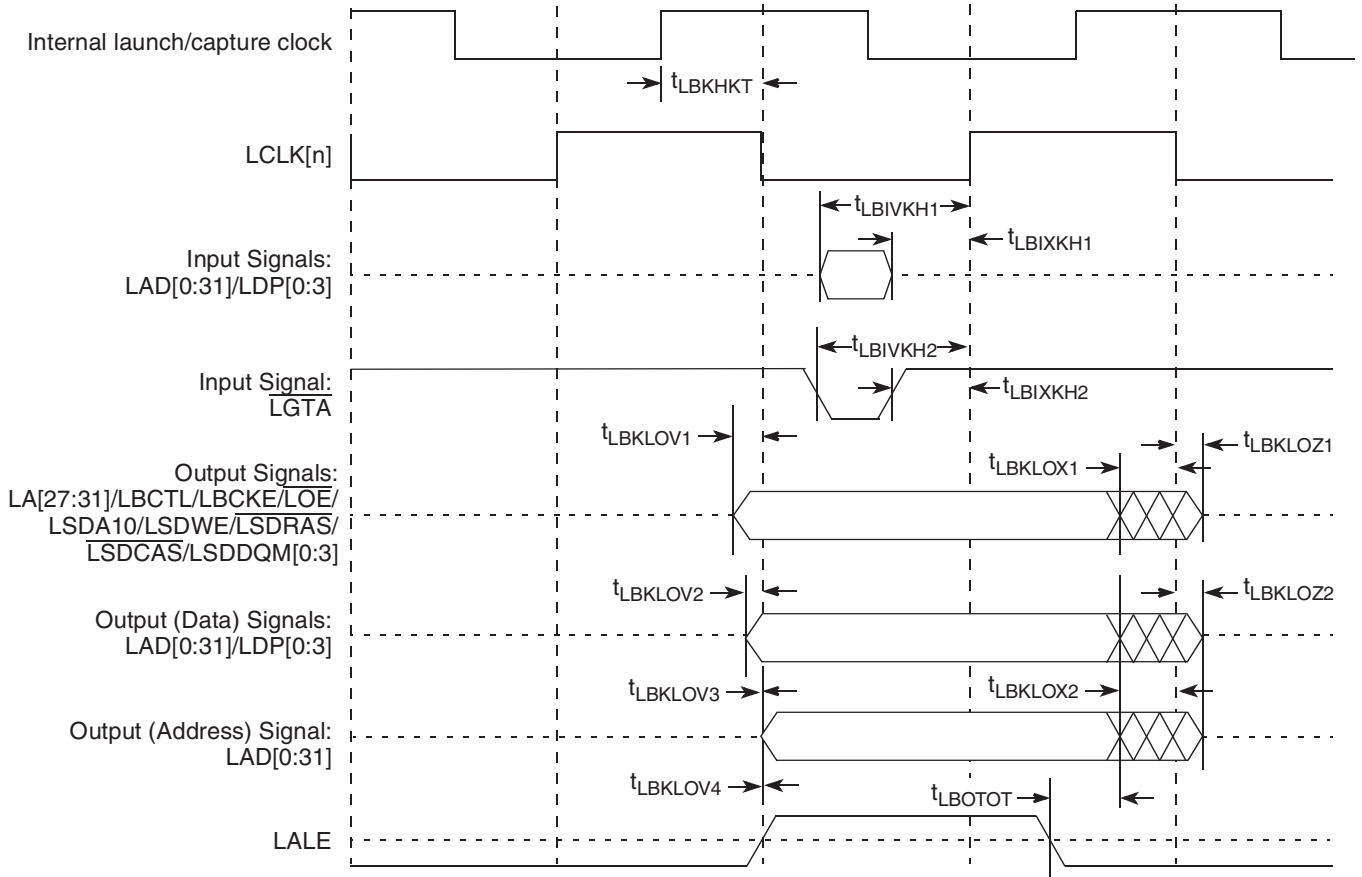 Internal launch/capture clock
tLBKHKT
LCLK[n]
tLBIVKH1
tLBIXKH1
Input Signals:
LAD[0:31]/LDP[0:3]
tLBIVKH2
tLBIXKH2
Input Signal:
LGTA
tLBKLOV1
tLBKLOZ1
tLBKLOX1
Output Signals:
LA[27:31]/LBCTL/LBCKE/LOE/
LSDA10/LSDWE/LSDRAS/
LSDCAS/LSDDQM[0:3]
tLBKLOV2
tLBKLOZ2
Output (Data) Signals:
LAD[0:31]/LDP[0:3]
tLBKLOV3
tLBKLOX2
Output (Address) Signal:
LAD[0:31]
tLBKLOV4
tLBOTOT
LALE